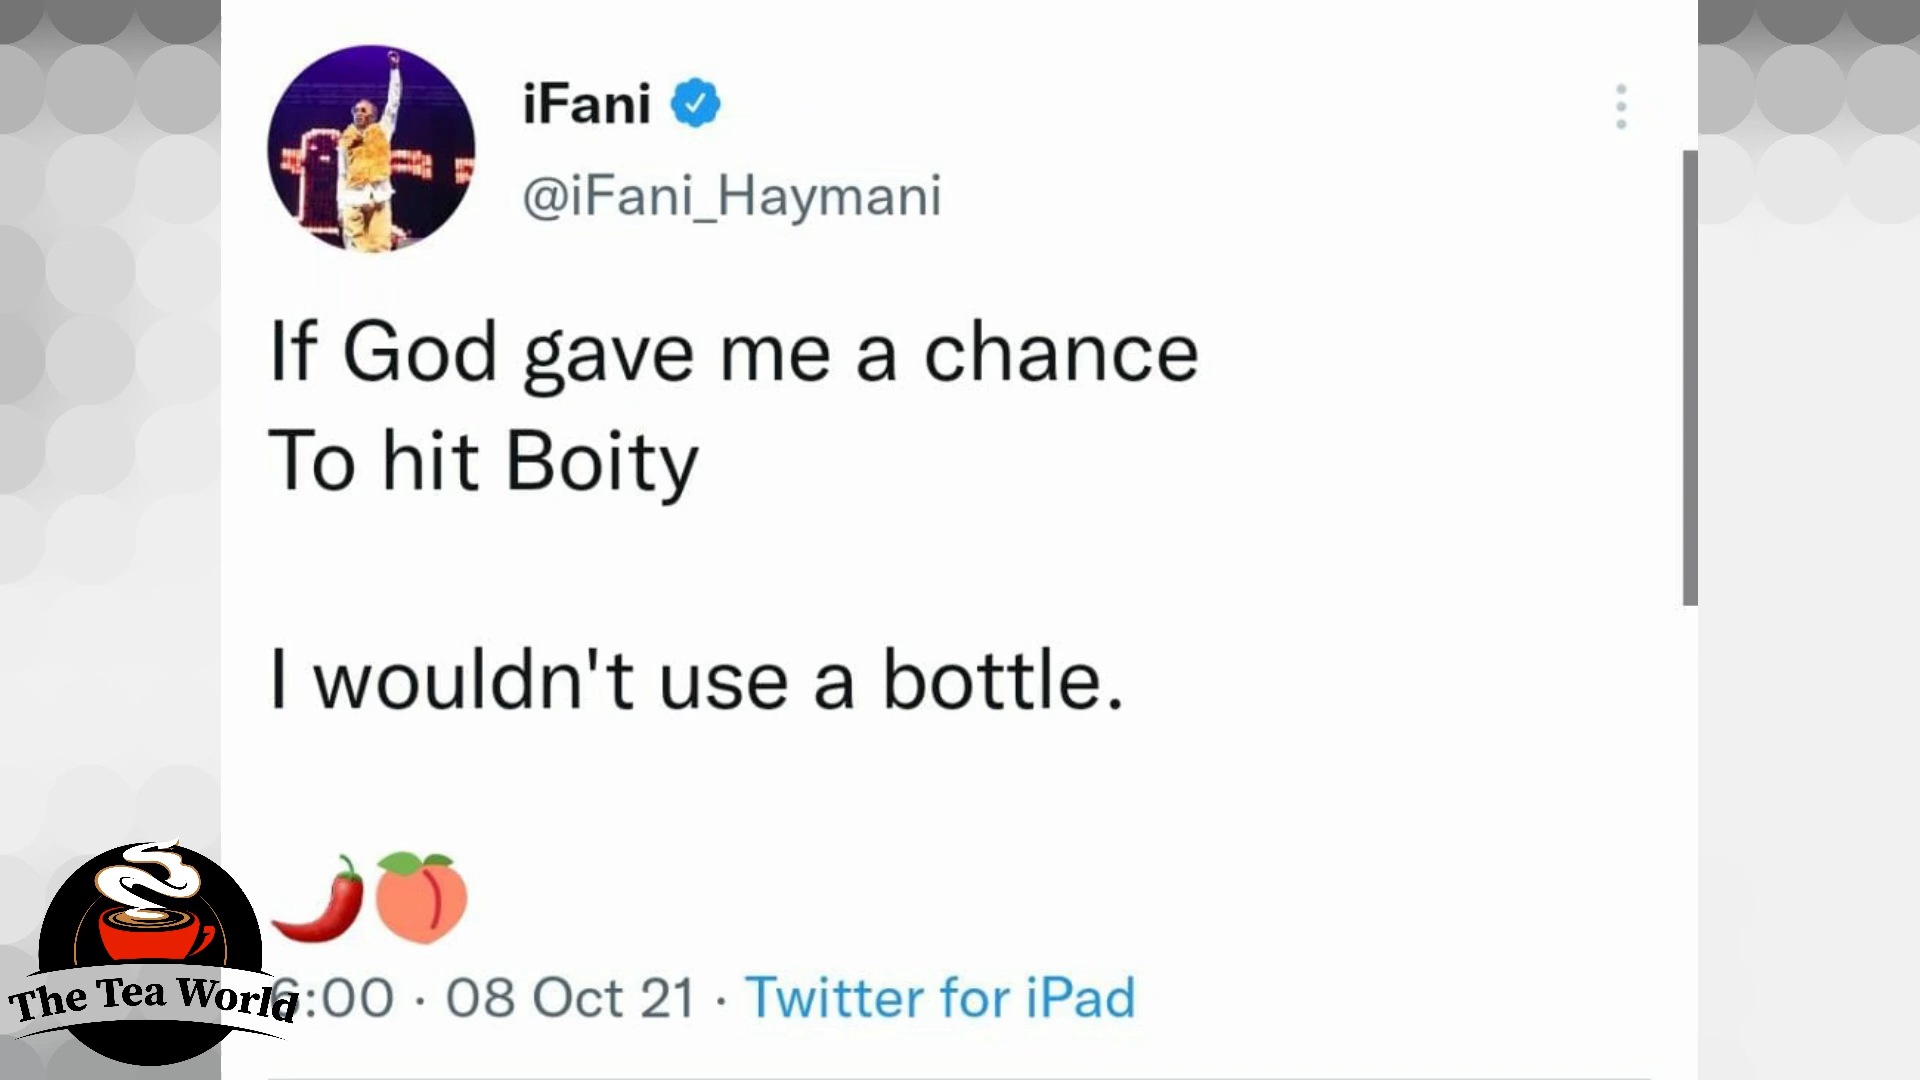 iFani
@iFani_Haymani
If God gave me a chance
To hit Boity
I wouldn't use a bottle.
🌶️🍑
6:00 · 08 Oct 21 · Twitter for iPad
The Tea World